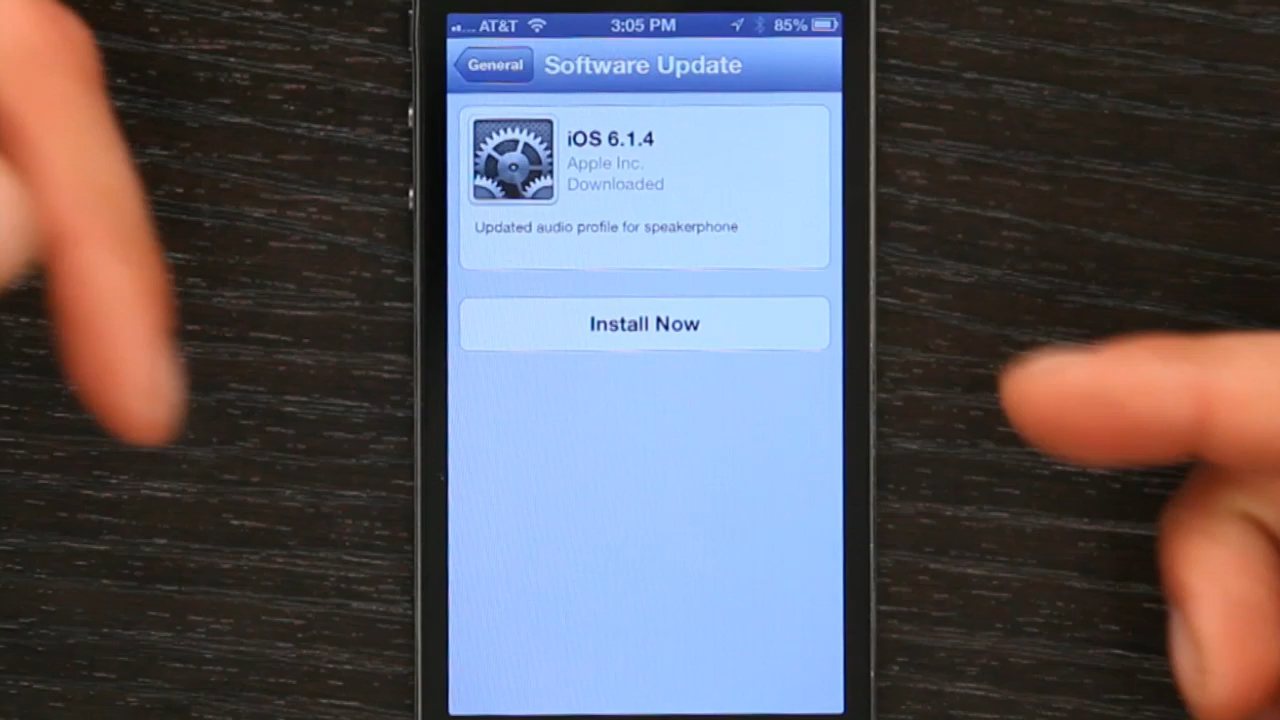 AT&T 3:05 PM 85%
General Software Update
iOS 6.1.4
Apple Inc.
Downloaded
Updated audio profile for speakerphone
Install Now